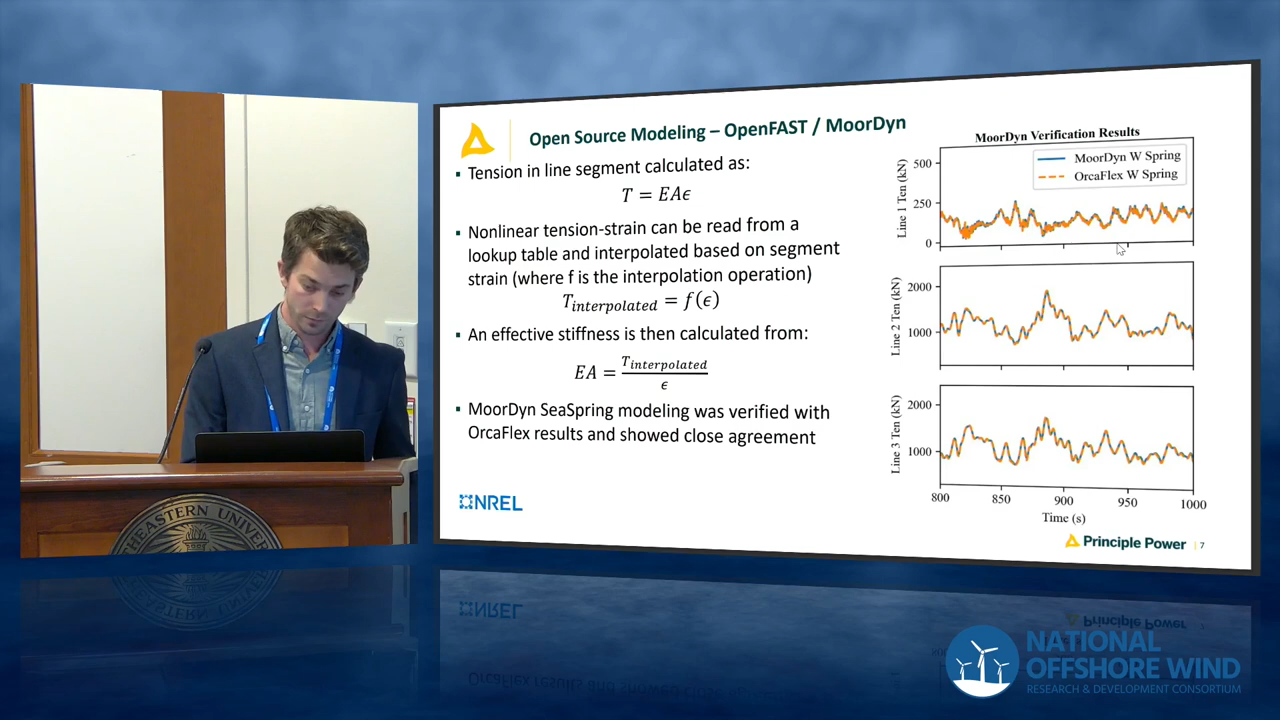 Open Source Modeling – OpenFAST / MoorDyn
▪ Tension in line segment calculated as:
T = EAϵ
▪ Nonlinear tension-strain can be read from a
lookup table and interpolated based on segment
strain (where f is the interpolation operation)
T_interpolated = f(ϵ)
▪ An effective stiffness is then calculated from:
EA = T_interpolated / ϵ
▪ MoorDyn SeaSpring modeling was verified with
OrcaFlex results and showed close agreement
NREL
MoorDyn Verification Results
MoorDyn W Spring
OrcaFlex W Spring
Line 1 Ten (kN)
500
250
0
Line 2 Ten (kN)
2000
1000
Line 3 Ten (kN)
2000
1000
800 850 900 950 1000
Time (s)
Principle Power | 7
HEASTERN UNIVER
NATIONAL
OFFSHORE WIND
RESEARCH & DEVELOPMENT CONSORTIUM